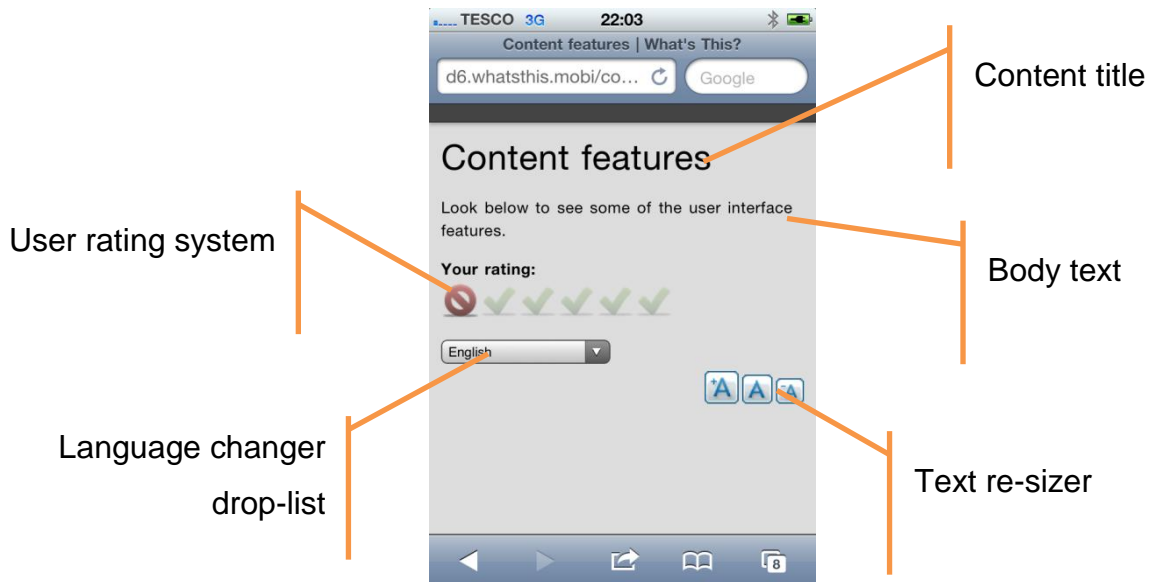 TESCO 3G 22:03
Content features | What's This?
d6.whatsthis.mobi/co... Google
Content title
Content features
Look below to see some of the user interface
features.
User rating system
Body text
Your rating:
English
+A A -A
Language changer
drop-list
Text re-sizer
8